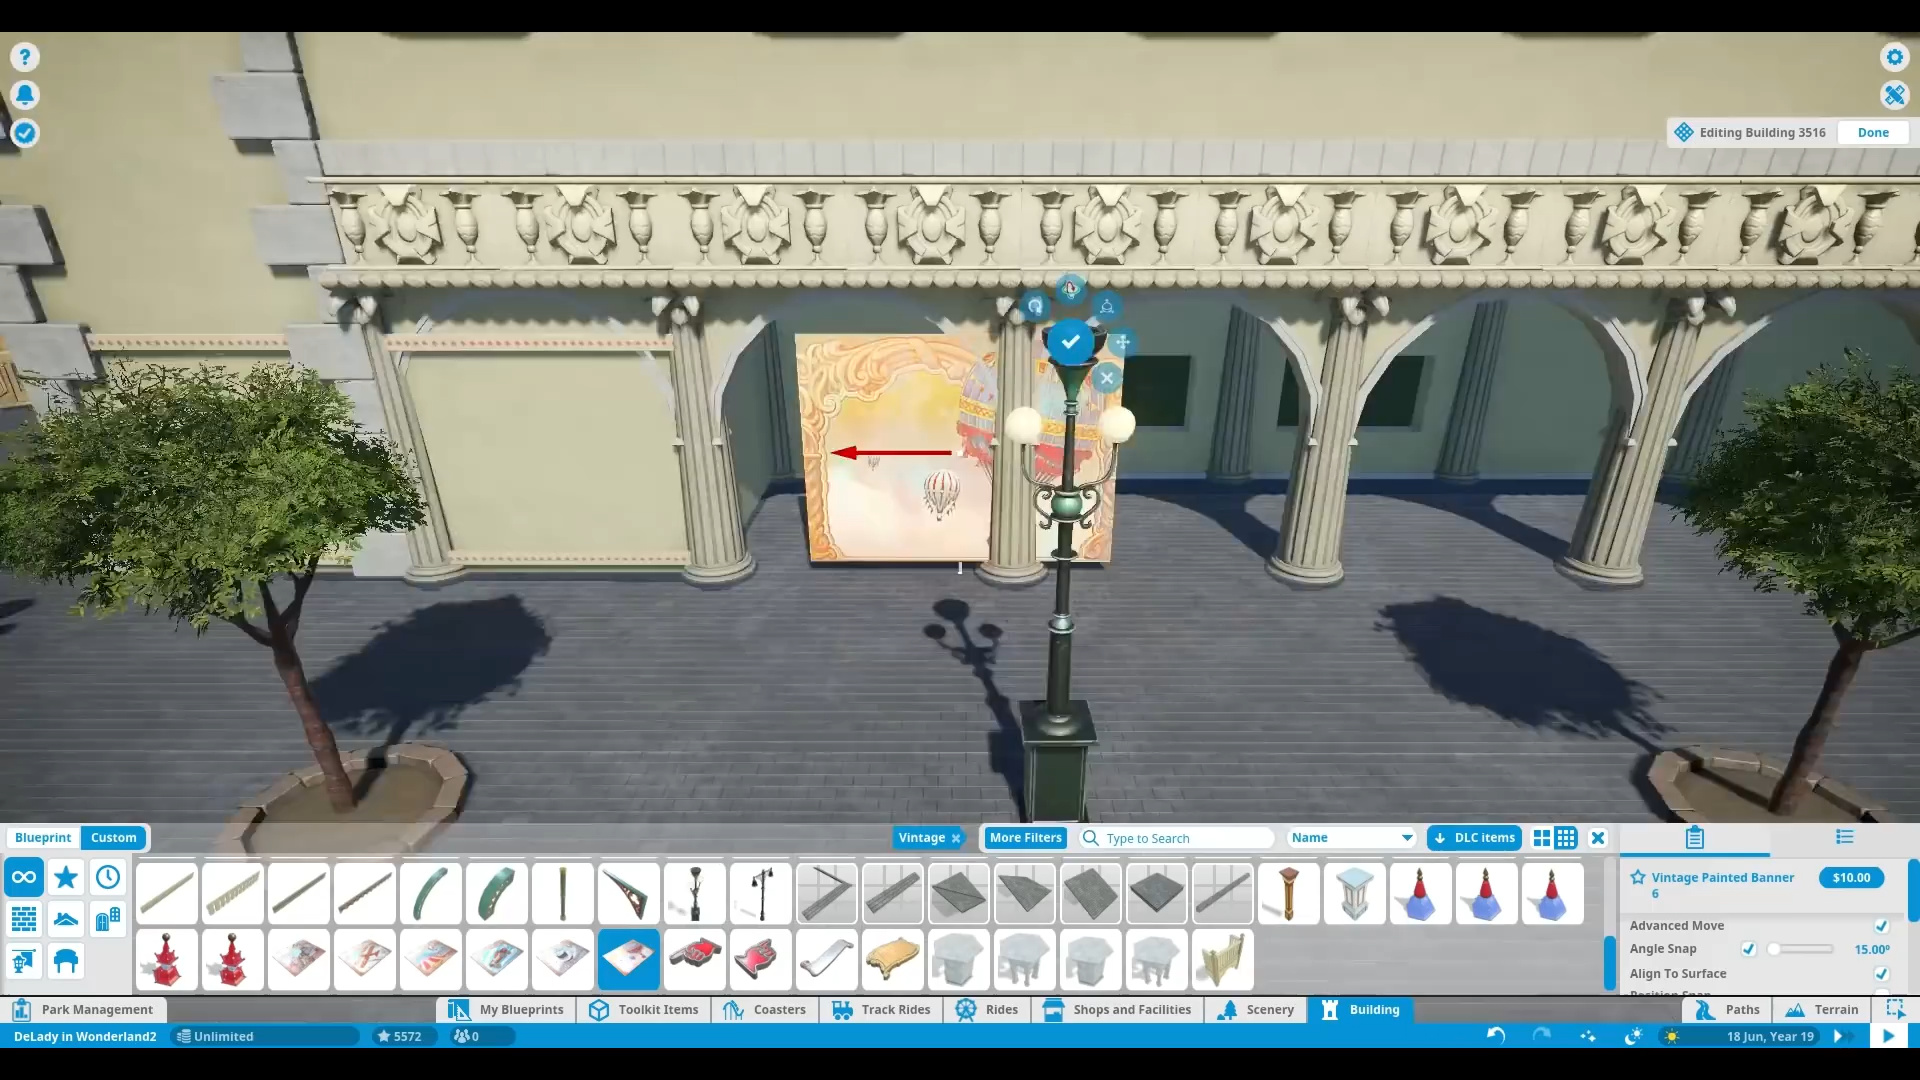 ?
Editing Building 3516 Done
Blueprint Custom Vintage More Filters Type to Search Name DLC items
Vintage Painted Banner $10.00
6
Advanced Move
Angle Snap 15.00°
Align To Surface
Park Management My Blueprints Toolkit Items Coasters Track Rides Rides Shops and Facilities Scenery Building Paths Terrain
DeLady in Wonderland2 Unlimited 5572 0 18 Jun, Year 19